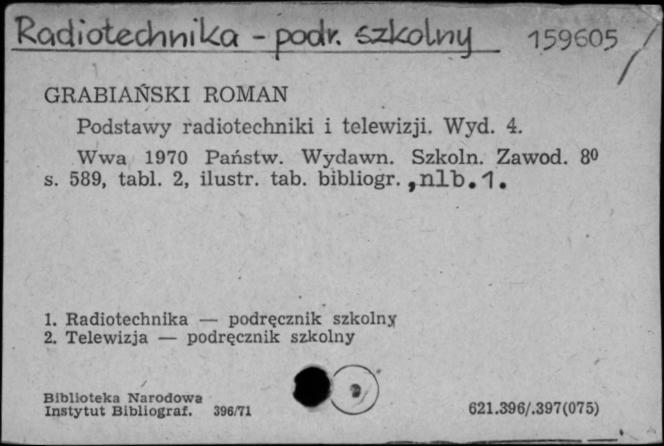 Radiotechnika - podr. szkolny 159605
GRABIAŃSKI ROMAN
Podstawy radiotechniki i telewizji. Wyd. 4.
Wwa 1970 Państw. Wydawn. Szkoln. Zawod. 8⁰
s. 589, tabl. 2, ilustr. tab. bibliogr. ,nlb.1.
1. Radiotechnika — podręcznik szkolny
2. Telewizja — podręcznik szkolny
Biblioteka Narodowa
Instytut Bibliograf. 396/71 621.396/.397(075)